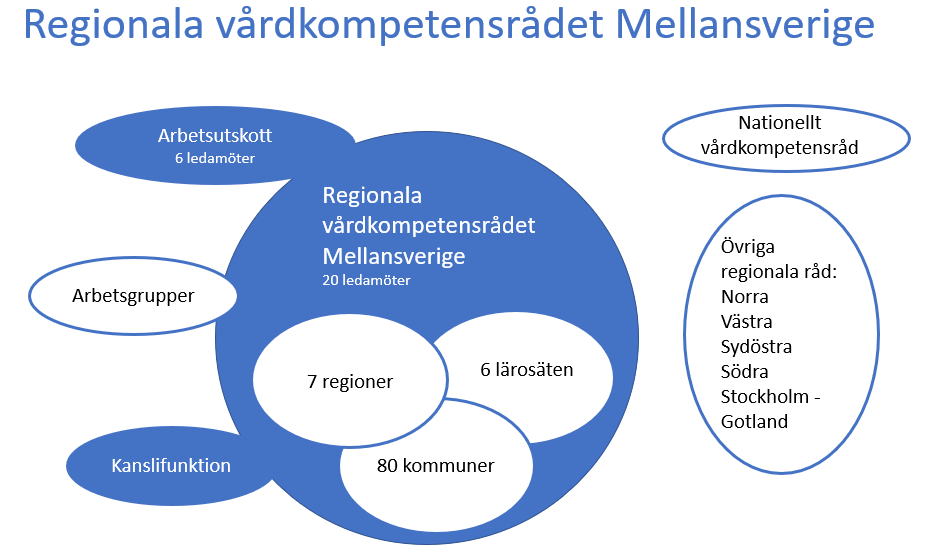 Regionala vårdkompetensrådet Mellansverige
Arbetsutskott
6 ledamöter
Regionala
vårdkompetensrådet
Mellansverige
20 ledamöter
Arbetsgrupper
7 regioner
6 lärosäten
80 kommuner
Kanslifunktion
Nationellt
vårdkompetensråd
Övriga
regionala råd:
Norra
Västra
Sydöstra
Södra
Stockholm -
Gotland